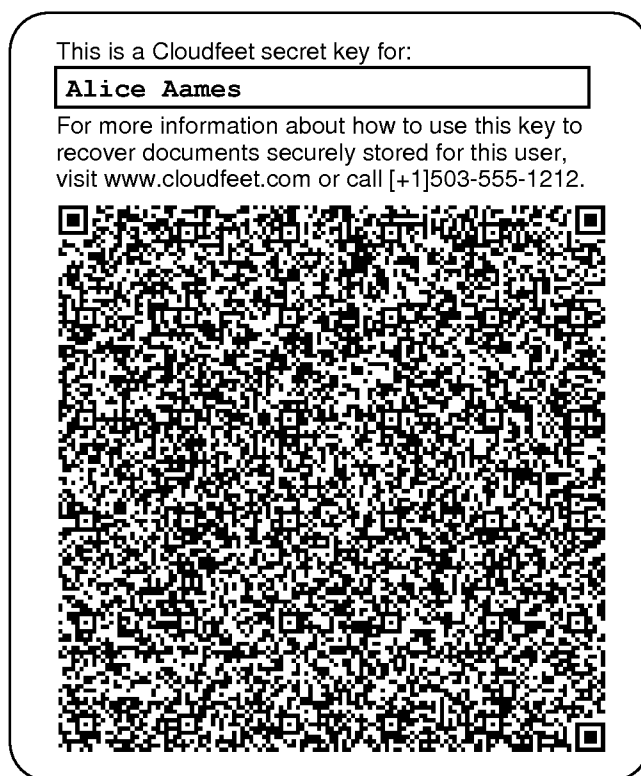 This is a Cloudfeet secret key for:
Alice Aames
For more information about how to use this key to
recover documents securely stored for this user,
visit www.cloudfeet.com or call [+1]503-555-1212.